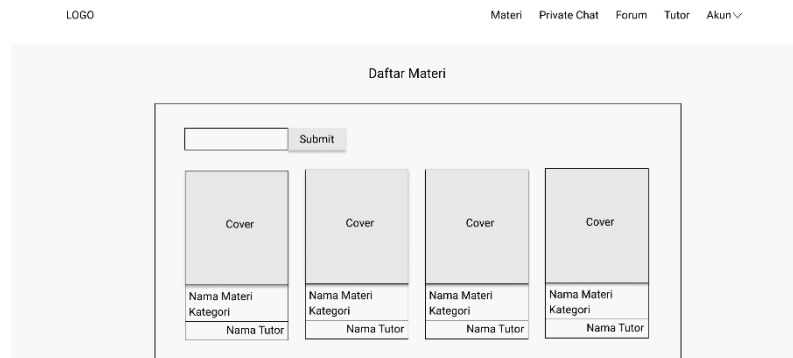 LOGO
Materi Private Chat Forum Tutor Akun
Daftar Materi
Submit
Cover Cover Cover Cover
Nama Materi Nama Materi Nama Materi Nama Materi
Kategori Kategori Kategori Kategori
Nama Tutor Nama Tutor Nama Tutor Nama Tutor